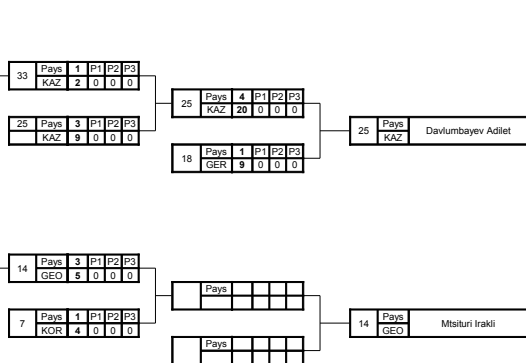 33 Pays 1 P1 P2 P3
KAZ 2 0 0 0
25 Pays 4 P1 P2 P3
KAZ 20 0 0 0
25 Pays 3 P1 P2 P3
KAZ 9 0 0 0
25 Pays Davlumbayev Adilet
KAZ
18 Pays 1 P1 P2 P3
GER 9 0 0 0
14 Pays 3 P1 P2 P3
GEO 5 0 0 0
Pays
7 Pays 1 P1 P2 P3
KOR 4 0 0 0
14 Pays Mtsituri Irakli
GEO
Pays